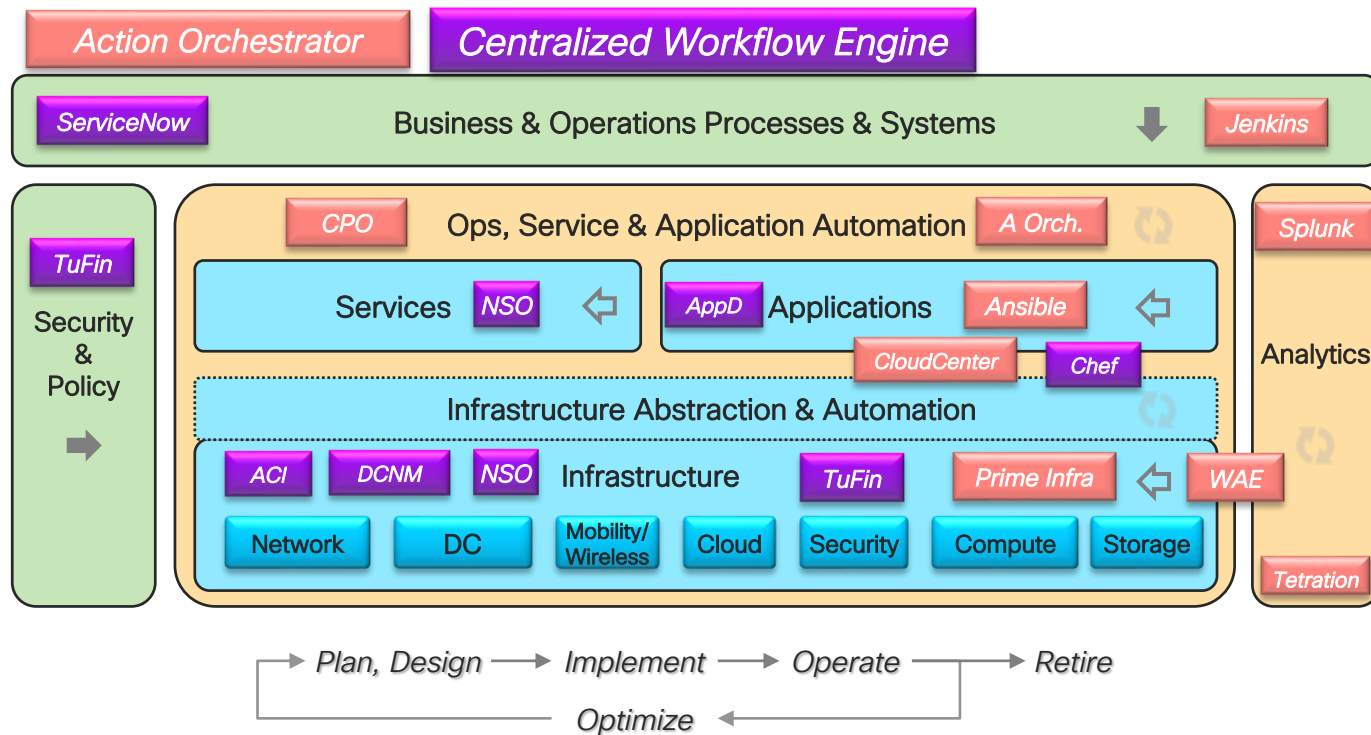 Action Orchestrator
Centralized Workflow Engine
ServiceNow
Business & Operations Processes & Systems
Jenkins
TuFin
Security
&
Policy
CPO
Ops, Service & Application Automation
A Orch.
Services
NSO
AppD
Applications
Ansible
CloudCenter
Chef
Infrastructure Abstraction & Automation
ACI
DCNM
NSO
Infrastructure
TuFin
Prime Infra
WAE
Network
DC
Mobility/
Wireless
Cloud
Security
Compute
Storage
Splunk
Analytics
Tetration
Plan, Design
Implement
Operate
Retire
Optimize